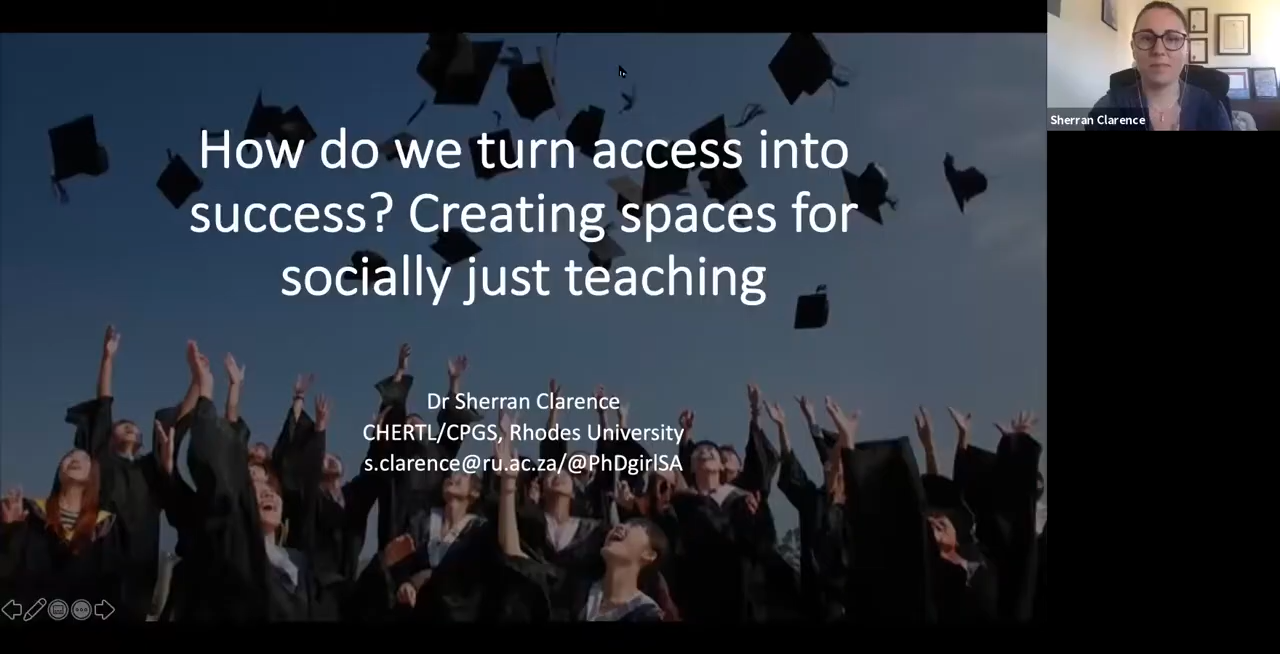 How do we turn access into
success? Creating spaces for
socially just teaching
Dr Sherran Clarence
CHERTL/CPGS, Rhodes University
s.clarence@ru.ac.za/@PhDgirlSA
Sherran Clarence